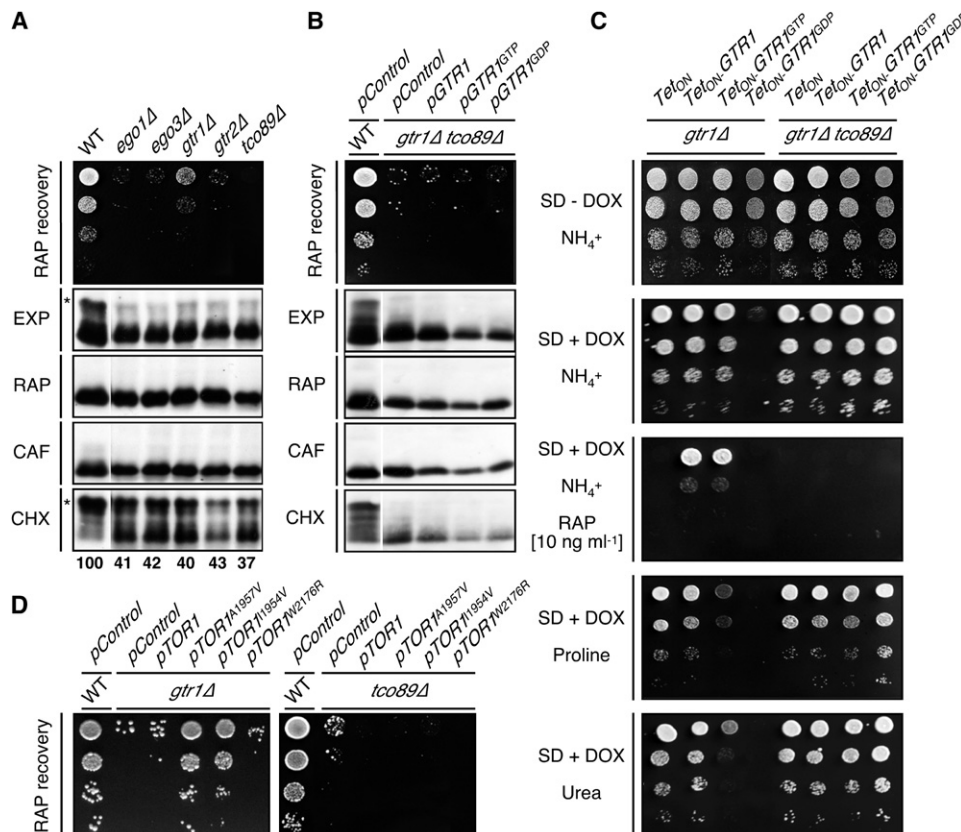 A
WT
ego1Δ
ego3Δ
gtr1Δ
gtr2Δ
tco89Δ
RAP recovery
*
EXP
RAP
CAF
*
CHX
100 41 42 40 43 37
B
pControl
pControl
pGTR1
pGTR1GTP
pGTR1GDP
WT
gtr1Δ tco89Δ
RAP recovery
EXP
RAP
CAF
CHX
C
TetON
TetON-GTR1
TetON-GTR1GTP
TetON-GTR1GDP
TetON
TetON-GTR1
TetON-GTR1GTP
TetON-GTR1GDP
gtr1Δ
gtr1Δ tco89Δ
SD - DOX
NH4+
SD + DOX
NH4+
SD + DOX
NH4+
RAP
[10 ng ml-1]
SD + DOX
Proline
SD + DOX
Urea
D
pControl
pControl
pTOR1
pTOR1A1957V
pTOR1I1954V
pTOR1W2176R
WT
gtr1Δ
pControl
pControl
pTOR1
pTOR1A1957V
pTOR1I1954V
pTOR1W2176R
WT
tco89Δ
RAP recovery